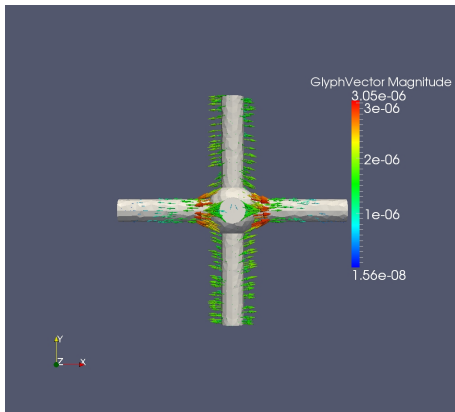 GlyphVector Magnitude
3.05e-06
3e-06
2e-06
1e-06
1.56e-08
Y
Z X